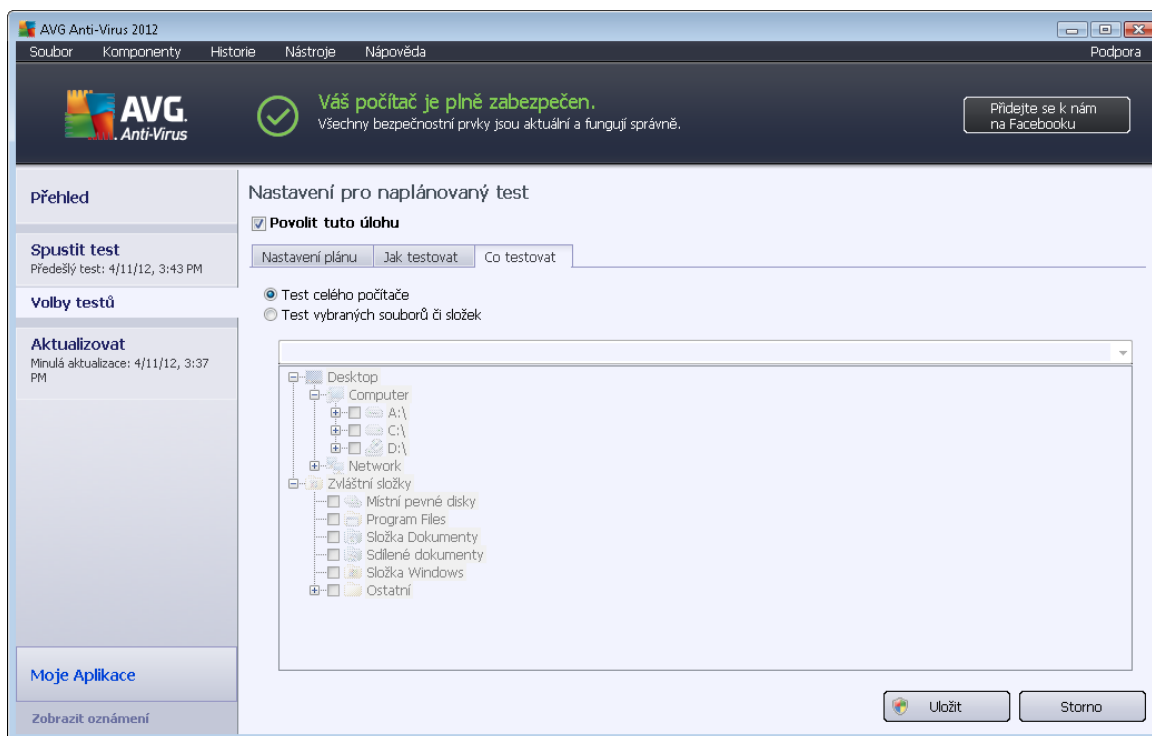 AVG Anti-Virus 2012
Soubor Komponenty Historie Nástroje Nápověda Podpora
AVG.
Anti-Virus
Váš počítač je plně zabezpečen.
Všechny bezpečnostní prvky jsou aktuální a fungují správně.
Přidejte se k nám
na Facebooku
Přehled
Spustit test
Předešlý test: 4/11/12, 3:43 PM
Volby testů
Aktualizovat
Minulá aktualizace: 4/11/12, 3:37
PM
Moje Aplikace
Zobrazit oznámení
Nastavení pro naplánovaný test
Povolit tuto úlohu
Nastavení plánu Jak testovat Co testovat
Test celého počítače
Test vybraných souborů či složek
Desktop
Computer
A:\
C:\
D:\
Network
Zvláštní složky
Místní pevné disky
Program Files
Složka Dokumenty
Sdílené dokumenty
Složka Windows
Ostatní
Uložit Storno